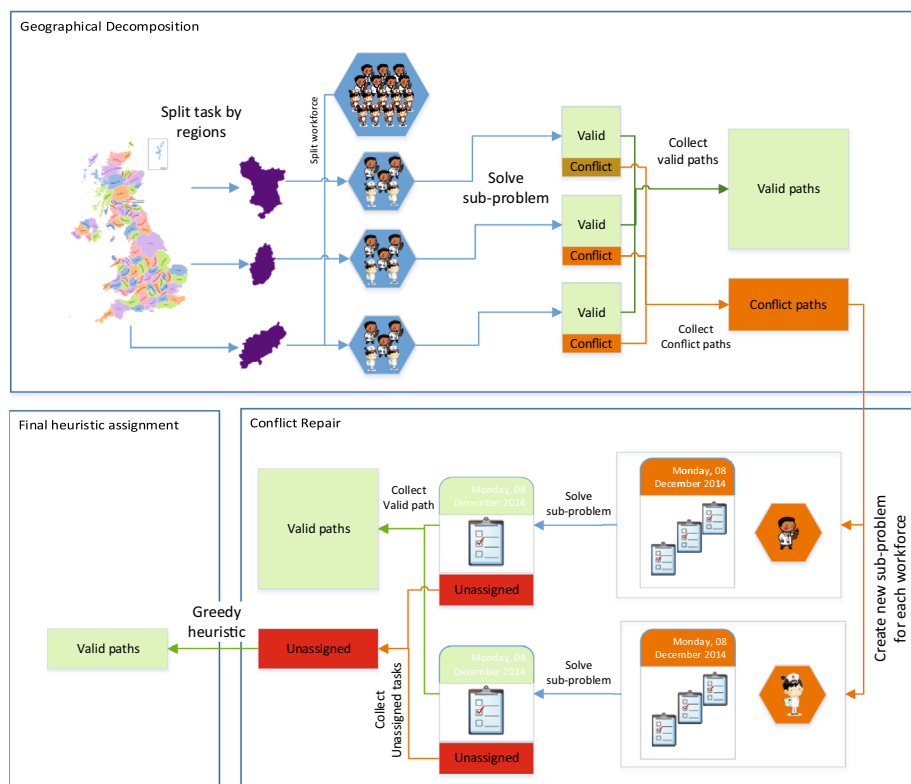 Geographical Decomposition
Split task by
regions
Split workforce
Solve
sub-problem
Valid
Conflict
Valid
Conflict
Valid
Conflict
Collect
valid paths
Valid paths
Conflict paths
Collect
Conflict paths
Final heuristic assignment
Conflict Repair
Valid paths
Collect
Valid path
Monday, 08
December 2014
Unassigned
Solve
sub-problem
Monday, 08
December 2014
Create new sub-problem
for each workforce
Greedy
heuristic
Valid paths
Unassigned
Collect
Unassigned tasks
Monday, 08
December 2014
Unassigned
Solve
sub-problem
Monday, 08
December 2014